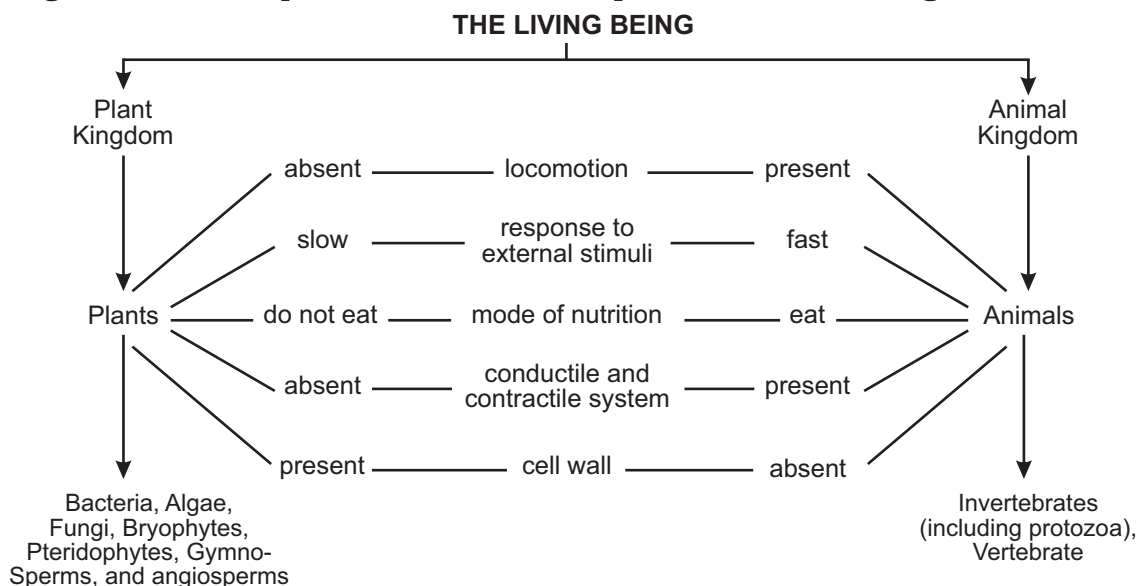 THE LIVING BEING
Plant
Kingdom
Animal
Kingdom
absent locomotion present
slow response to
external stimuli fast
Plants do not eat mode of nutrition eat Animals
absent conductile and
contractile system present
present cell wall absent
Bacteria, Algae,
Fungi, Bryophytes,
Pteridophytes, Gymno-
Sperms, and angiosperms
Invertebrates
(including protozoa),
Vertebrate